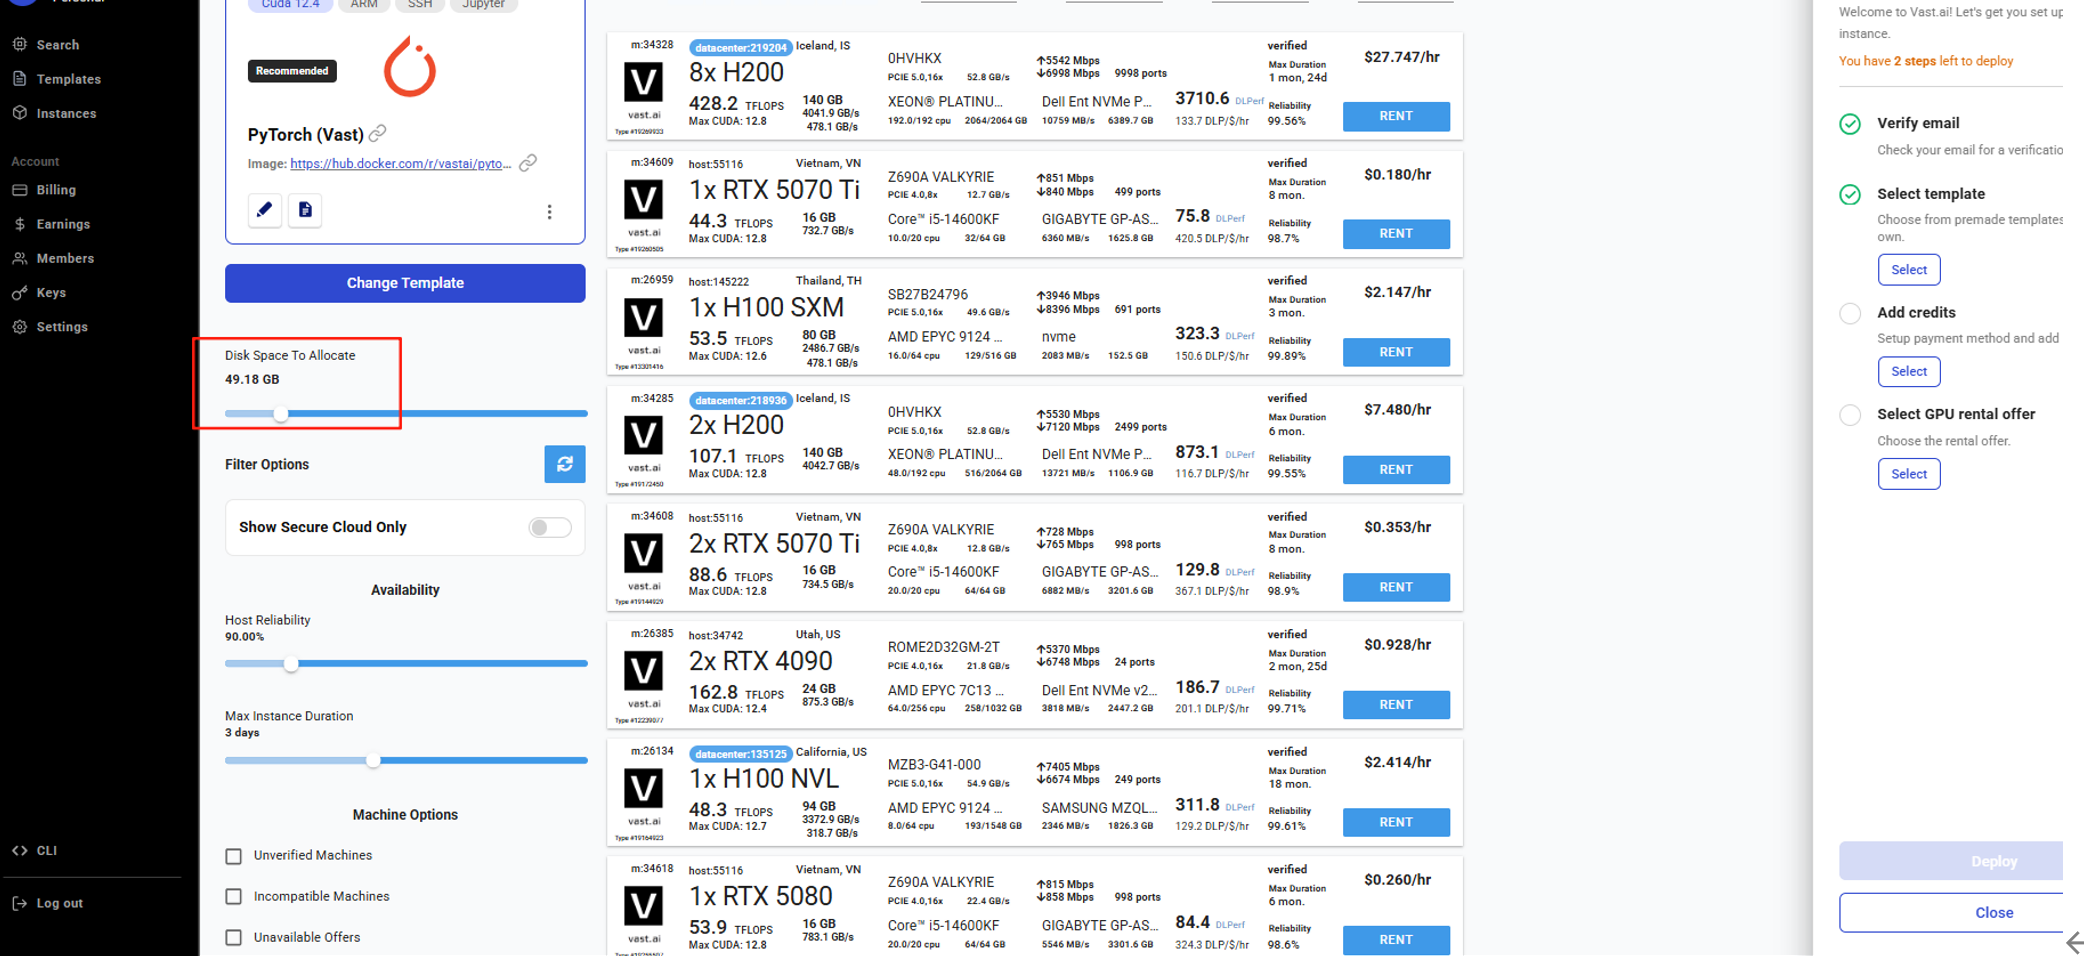 Personal
Search
Templates
Instances
Account
Billing
Earnings
Members
Keys
Settings
CLI
Log out
Cuda 12.4 ARM SSH Jupyter
Recommended
PyTorch (Vast)
Image: https://hub.docker.com/r/vastai/pyto...
Change Template
Disk Space To Allocate
49.18 GB
Filter Options
Show Secure Cloud Only
Availability
Host Reliability
90.00%
Max Instance Duration
3 days
Machine Options
Unverified Machines
Incompatible Machines
Unavailable Offers
m:34328 datacenter:219204 Iceland, IS 0HVHKX ↑5542 Mbps verified $27.747/hr
8x H200 PCIE 5.0,16x 52.8 GB/s ↓6998 Mbps 9998 ports Max Duration 1 mon, 24d
428.2 TFLOPS 140 GB XEON® PLATINU... Dell Ent NVMe P... 3710.6 DLPerf Reliability RENT
Max CUDA: 12.8 4041.9 GB/s 478.1 GB/s 192.0/192 cpu 2064/2064 GB 10759 MB/s 6389.7 GB 133.7 DLP/$/hr 99.56%
vast.ai Type #19269933
m:34609 host:55116 Vietnam, VN Z690A VALKYRIE ↑851 Mbps verified $0.180/hr
1x RTX 5070 Ti PCIE 4.0,8x 12.7 GB/s ↓840 Mbps 499 ports Max Duration 8 mon.
44.3 TFLOPS 16 GB Core™ i5-14600KF GIGABYTE GP-AS... 75.8 DLPerf Reliability RENT
Max CUDA: 12.8 732.7 GB/s 10.0/20 cpu 32/64 GB 6360 MB/s 1625.8 GB 420.5 DLP/$/hr 98.7%
vast.ai Type #19260505
m:26959 host:145222 Thailand, TH SB27B24796 ↑3946 Mbps verified $2.147/hr
1x H100 SXM PCIE 5.0,16x 49.6 GB/s ↓8396 Mbps 691 ports Max Duration 3 mon.
53.5 TFLOPS 80 GB AMD EPYC 9124 ... nvme 323.3 DLPerf Reliability RENT
Max CUDA: 12.6 2486.7 GB/s 478.1 GB/s 16.0/64 cpu 129/516 GB 2083 MB/s 152.5 GB 150.6 DLP/$/hr 99.89%
vast.ai Type #13301416
m:34285 datacenter:218936 Iceland, IS 0HVHKX ↑5530 Mbps verified $7.480/hr
2x H200 PCIE 5.0,16x 52.8 GB/s ↓7120 Mbps 2499 ports Max Duration 6 mon.
107.1 TFLOPS 140 GB XEON® PLATINU... Dell Ent NVMe P... 873.1 DLPerf Reliability RENT
Max CUDA: 12.8 4042.7 GB/s 48.0/192 cpu 516/2064 GB 13721 MB/s 1106.9 GB 116.7 DLP/$/hr 99.55%
vast.ai Type #19172450
m:34608 host:55116 Vietnam, VN Z690A VALKYRIE ↑728 Mbps verified $0.353/hr
2x RTX 5070 Ti PCIE 4.0,8x 12.8 GB/s ↓765 Mbps 998 ports Max Duration 8 mon.
88.6 TFLOPS 16 GB Core™ i5-14600KF GIGABYTE GP-AS... 129.8 DLPerf Reliability RENT
Max CUDA: 12.8 734.5 GB/s 20.0/20 cpu 64/64 GB 6882 MB/s 3201.6 GB 367.1 DLP/$/hr 98.9%
vast.ai Type #19144929
m:26385 host:34742 Utah, US ROME2D32GM-2T ↑5370 Mbps verified $0.928/hr
2x RTX 4090 PCIE 4.0,16x 21.8 GB/s ↓6748 Mbps 24 ports Max Duration 2 mon, 25d
162.8 TFLOPS 24 GB AMD EPYC 7C13 ... Dell Ent NVMe v2... 186.7 DLPerf Reliability RENT
Max CUDA: 12.4 875.3 GB/s 64.0/256 cpu 258/1032 GB 3818 MB/s 2447.2 GB 201.1 DLP/$/hr 99.71%
vast.ai Type #12239077
m:26134 datacenter:135125 California, US MZB3-G41-000 ↑7405 Mbps verified $2.414/hr
1x H100 NVL PCIE 5.0,16x 54.9 GB/s ↓6674 Mbps 249 ports Max Duration 18 mon.
48.3 TFLOPS 94 GB AMD EPYC 9124 ... SAMSUNG MZQL... 311.8 DLPerf Reliability RENT
Max CUDA: 12.7 3372.9 GB/s 318.7 GB/s 8.0/64 cpu 193/1548 GB 2346 MB/s 1826.3 GB 129.2 DLP/$/hr 99.61%
vast.ai Type #19164923
m:34618 host:55116 Vietnam, VN Z690A VALKYRIE ↑815 Mbps verified $0.260/hr
1x RTX 5080 PCIE 4.0,16x 22.4 GB/s ↓858 Mbps 998 ports Max Duration 6 mon.
53.9 TFLOPS 16 GB Core™ i5-14600KF GIGABYTE GP-AS... 84.4 DLPerf Reliability RENT
Max CUDA: 12.8 783.1 GB/s 20.0/20 cpu 64/64 GB 5546 MB/s 3301.6 GB 324.3 DLP/$/hr 98.6%
vast.ai
Welcome to Vast.ai! Let's get you set up
instance.
You have 2 steps left to deploy
Verify email
Check your email for a verificatio
Select template
Choose from premade templates
own.
Select
Add credits
Setup payment method and add
Select
Select GPU rental offer
Choose the rental offer.
Select
Deploy
Close